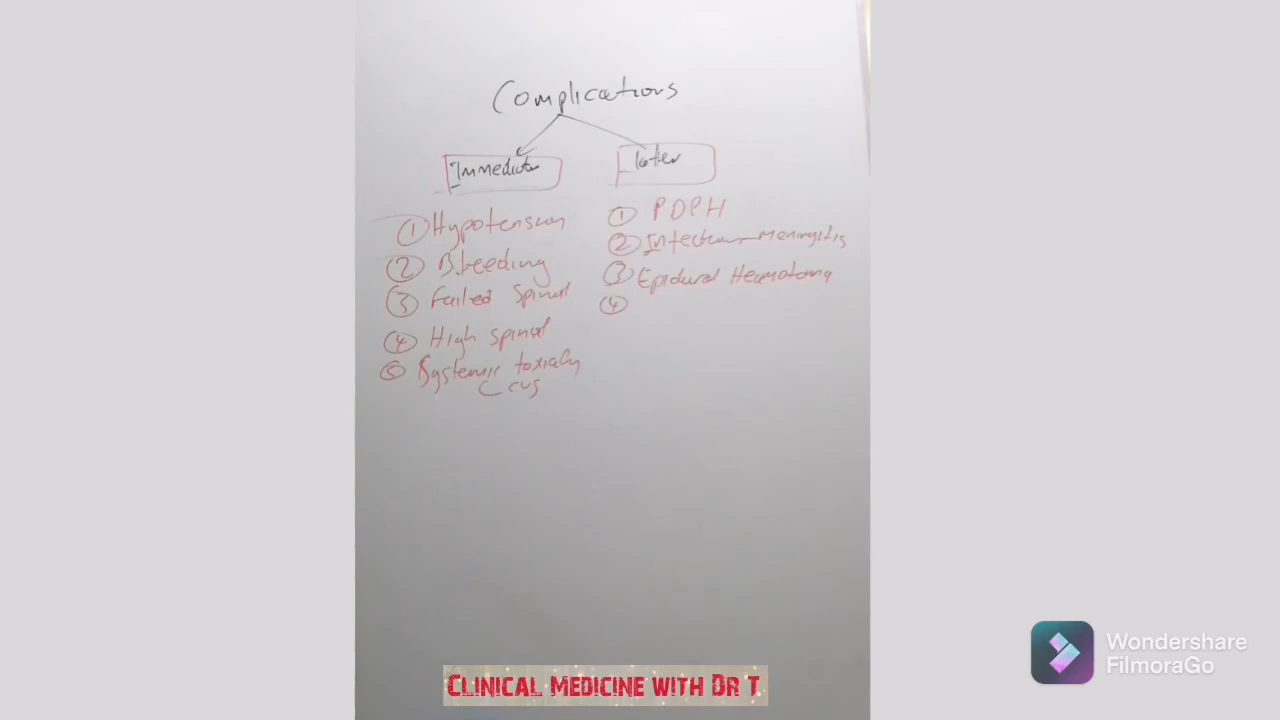 Complications
Immediate
later
① Hypotension
② Bleeding
③ Failed Spinal
④ High spinal
⑤ Systemic toxicity
① PDPH
② Infection - Meningitis
③ Epidural Hematoma
④
CLINICAL MEDICINE WITH DR T
Wondershare
FilmoraGo